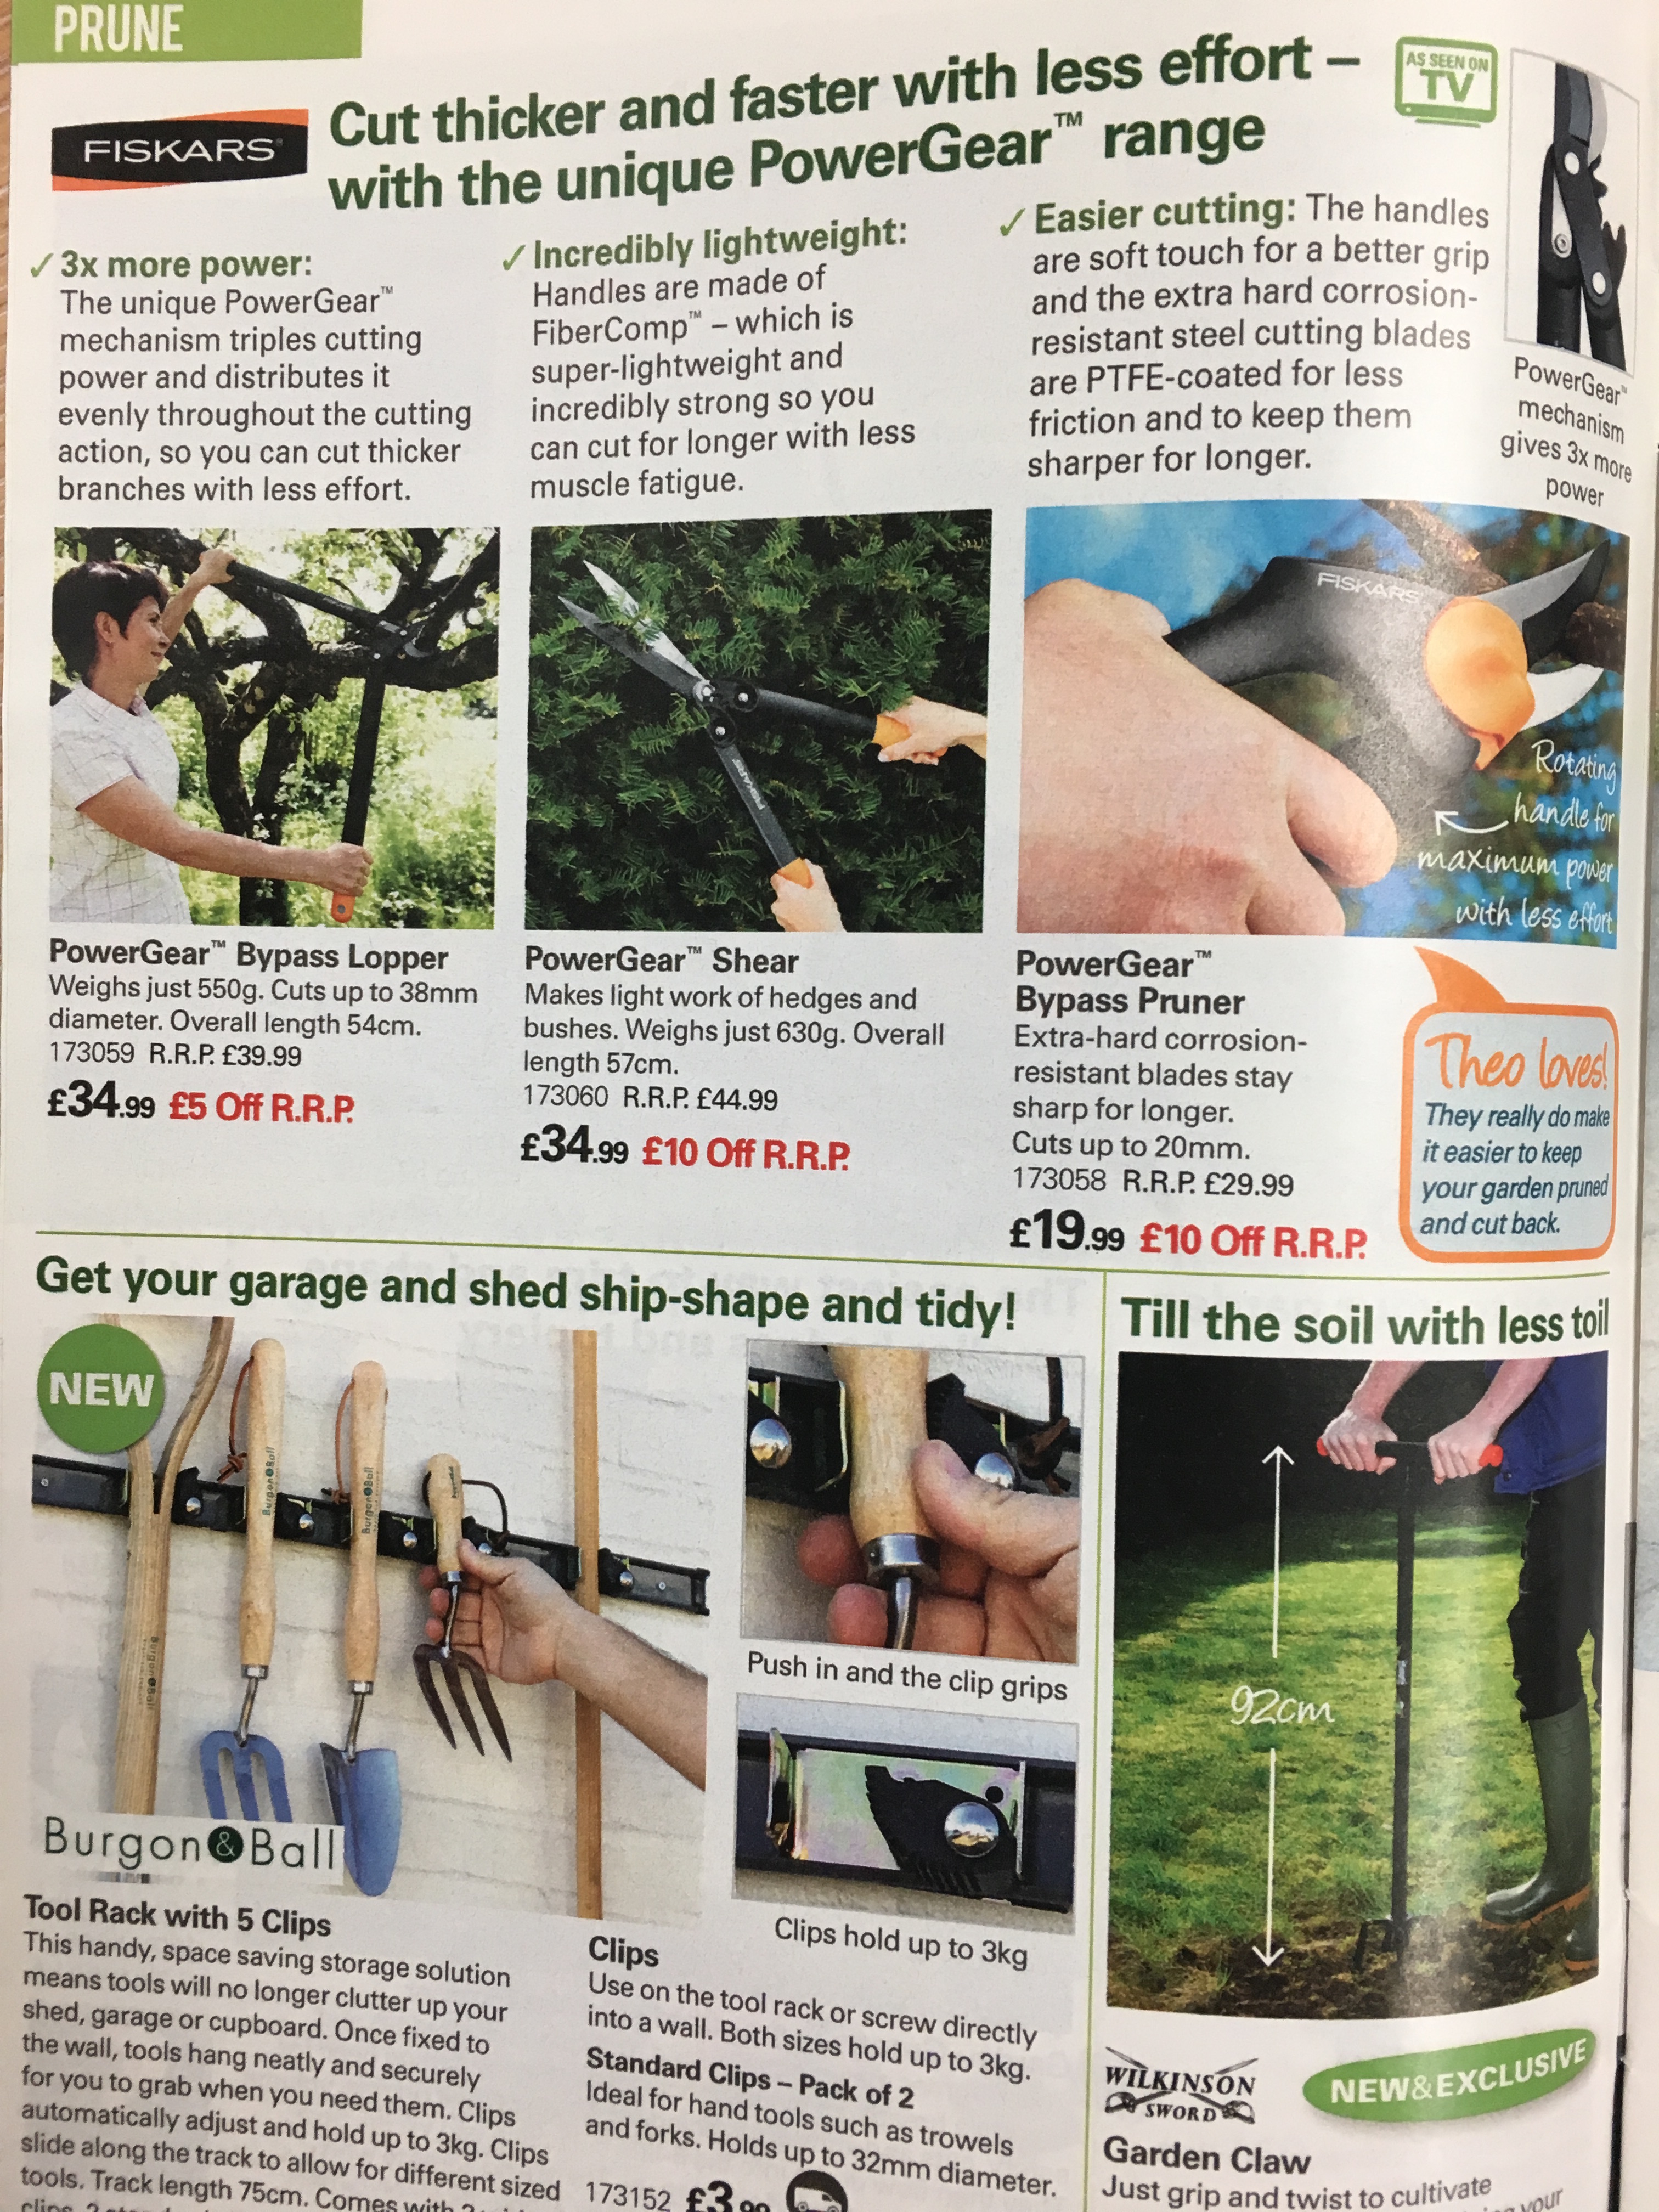 PRUNE
FISKARS
Cut thicker and faster with less effort –
with the unique PowerGear™ range
AS SEEN ON
TV
✓ 3x more power:
The unique PowerGear™
mechanism triples cutting
power and distributes it
evenly throughout the cutting
action, so you can cut thicker
branches with less effort.
✓ Incredibly lightweight:
Handles are made of
FiberComp™ – which is
super-lightweight and
incredibly strong so you
can cut for longer with less
muscle fatigue.
✓ Easier cutting: The handles
are soft touch for a better grip
and the extra hard corrosion-
resistant steel cutting blades
are PTFE-coated for less
friction and to keep them
sharper for longer.
PowerGear™
mechanism
gives 3x more
power
FISKARS
FISKARS
Rotating
handle for
maximum power
with less effort
PowerGear™ Bypass Lopper
Weighs just 550g. Cuts up to 38mm
diameter. Overall length 54cm.
173059 R.R.P. £39.99
£34.99 £5 Off R.R.P.
PowerGear™ Shear
Makes light work of hedges and
bushes. Weighs just 630g. Overall
length 57cm.
173060 R.R.P. £44.99
£34.99 £10 Off R.R.P.
PowerGear™
Bypass Pruner
Extra-hard corrosion-
resistant blades stay
sharp for longer.
Cuts up to 20mm.
173058 R.R.P. £29.99
£19.99 £10 Off R.R.P.
Theo loves!
They really do make
it easier to keep
your garden pruned
and cut back.
Get your garage and shed ship-shape and tidy!
NEW
Burgon&Ball
Burgon&Ball
Burgon&Ball
Burgon&Ball
Push in and the clip grips
Clips hold up to 3kg
Tool Rack with 5 Clips
This handy, space saving storage solution
means tools will no longer clutter up your
shed, garage or cupboard. Once fixed to
the wall, tools hang neatly and securely
for you to grab when you need them. Clips
automatically adjust and hold up to 3kg. Clips
slide along the track to allow for different sized
tools. Track length 75cm. Comes with
Clips
Use on the tool rack or screw directly
into a wall. Both sizes hold up to 3kg.
Standard Clips – Pack of 2
Ideal for hand tools such as trowels
and forks. Holds up to 32mm diameter.
173152 £3.99
Till the soil with less toil
92cm
WILKINSON
SWORD
NEW&EXCLUSIVE
Garden Claw
Just grip and twist to cultivate
your